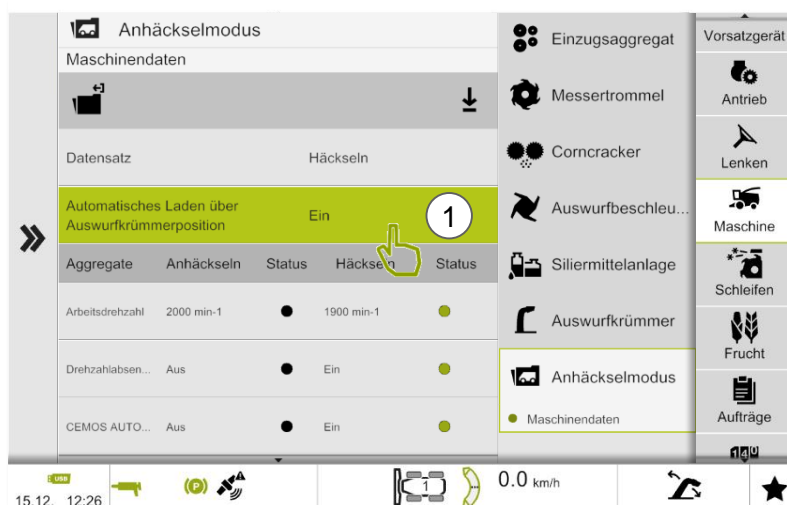 Anhäckselmodus
Maschinendaten
Datensatz Häckseln
Automatisches Laden über
Auswurfkrümmerposition
Ein
1
Aggregate Anhäckseln Status Häckseln Status
Arbeitsdrehzahl 2000 min-1 1900 min-1
Drehzahlabsen... Aus Ein
CEMOS AUTO... Aus Ein
Einzugsaggregat
Messertrommel
Corncracker
Auswurfbeschleu...
Siliermittelanlage
Auswurfkrümmer
Anhäckselmodus
Maschinendaten
Vorsatzgerät
Antrieb
Lenken
Maschine
Schleifen
Frucht
Aufträge
USB
15.12. 12:26
(P)
1
0.0 km/h